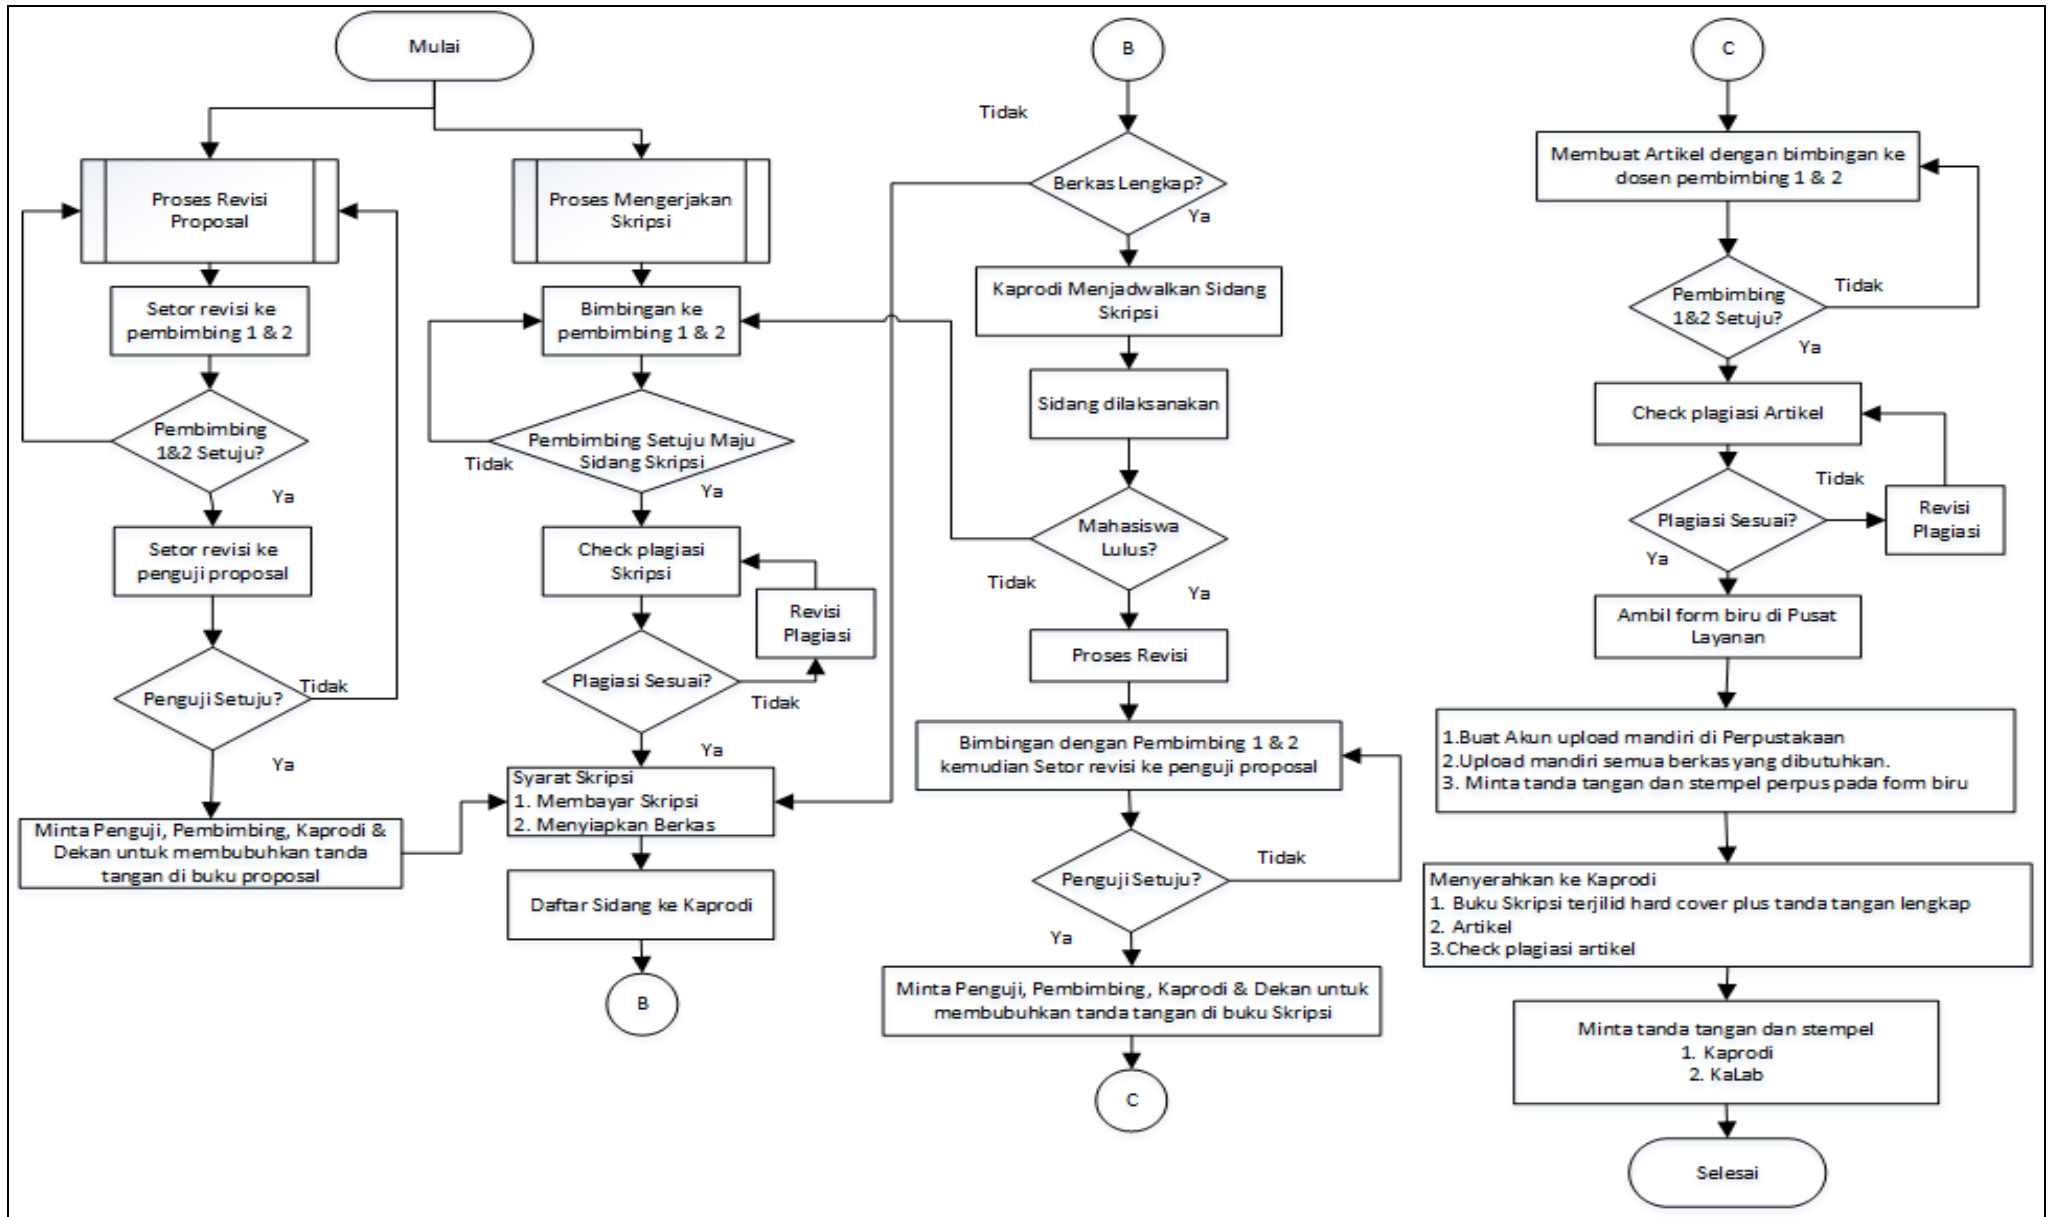 Mulai
Proses Revisi
Proposal
Setor revisi ke
pembimbing 1 & 2
Pembimbing
1&2 Setuju?
Ya
Setor revisi ke
penguji proposal
Penguji Setuju?
Tidak
Ya
Minta Penguji, Pembimbing, Kaprodi &
Dekan untuk membubuhkan tanda
tangan di buku proposal
Proses Mengerjakan
Skripsi
Bimbingan ke
pembimbing 1 & 2
Pembimbing Setuju Maju
Sidang Skripsi
Tidak
Ya
Check plagiasi
Skripsi
Revisi
Plagiasi
Plagiasi Sesuai?
Tidak
Ya
Syarat Skripsi
1. Membayar Skripsi
2. Menyiapkan Berkas
Daftar Sidang ke Kaprodi
B
B
Tidak
Berkas Lengkap?
Ya
Kaprodi Menjadwalkan Sidang
Skripsi
Sidang dilaksanakan
Mahasiswa
Lulus?
Tidak
Ya
Proses Revisi
Bimbingan dengan Pembimbing 1 & 2
kemudian Setor revisi ke penguji proposal
Tidak
Penguji Setuju?
Ya
Minta Penguji, Pembimbing, Kaprodi & Dekan untuk
membubuhkan tanda tangan di buku Skripsi
C
C
Membuat Artikel dengan bimbingan ke
dosen pembimbing 1 & 2
Tidak
Pembimbing
1&2 Setuju?
Ya
Check plagiasi Artikel
Tidak
Revisi
Plagiasi
Plagiasi Sesuai?
Ya
Ambil form biru di Pusat
Layanan
1.Buat Akun upload mandiri di Perpustakaan
2.Upload mandiri semua berkas yang dibutuhkan.
3. Minta tanda tangan dan stempel perpus pada form biru
Menyerahkan ke Kaprodi
1. Buku Skripsi terjilid hard cover plus tanda tangan lengkap
2. Artikel
3.Check plagiasi artikel
Minta tanda tangan dan stempel
1. Kaprodi
2. KaLab
Selesai